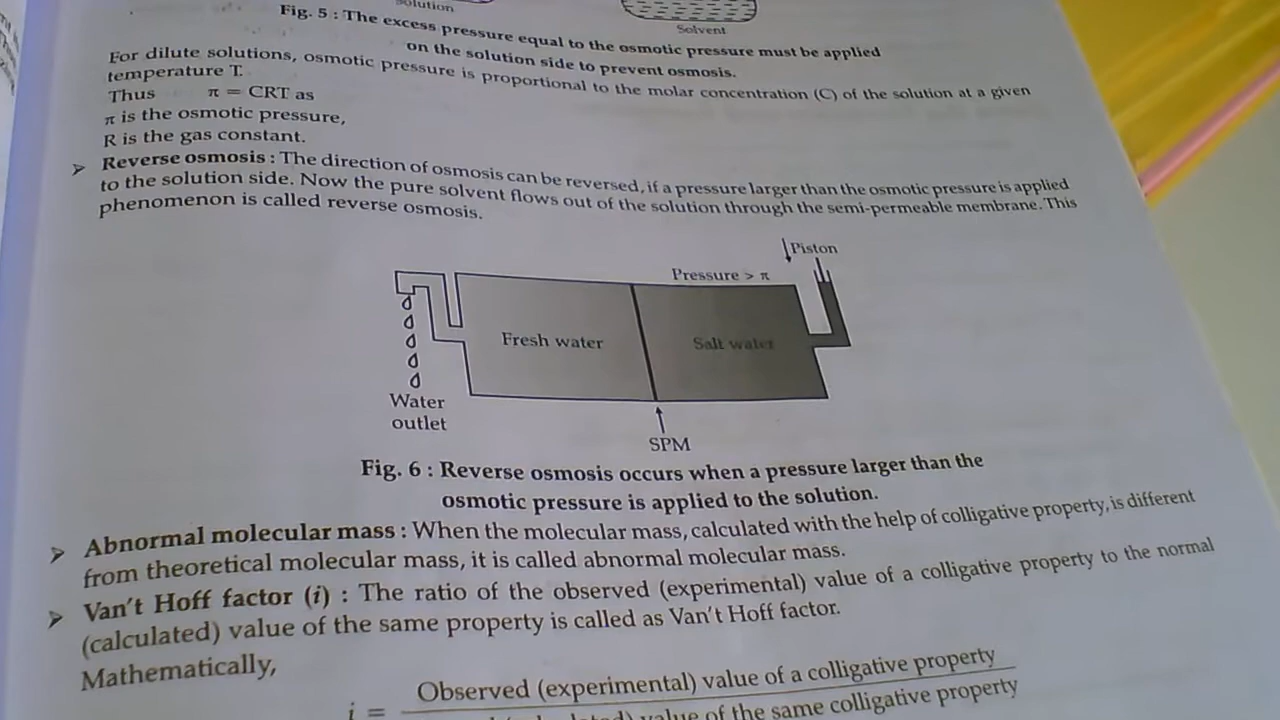 Solution
Solvent
Fig. 5 : The excess pressure equal to the osmotic pressure must be applied
on the solution side to prevent osmosis.
For dilute solutions, osmotic pressure is proportional to the molar concentration (C) of the solution at a given
temperature T.
Thus π = CRT as
π is the osmotic pressure,
R is the gas constant.
➢ Reverse osmosis : The direction of osmosis can be reversed, if a pressure larger than the osmotic pressure is applied
to the solution side. Now the pure solvent flows out of the solution through the semi-permeable membrane. This
phenomenon is called reverse osmosis.
Piston
Pressure > π
Fresh water
Salt water
Water
outlet
SPM
Fig. 6 : Reverse osmosis occurs when a pressure larger than the
osmotic pressure is applied to the solution.
➢ Abnormal molecular mass : When the molecular mass, calculated with the help of colligative property, is different
from theoretical molecular mass, it is called abnormal molecular mass.
➢ Van't Hoff factor (i) : The ratio of the observed (experimental) value of a colligative property to the normal
(calculated) value of the same property is called as Van't Hoff factor.
Mathematically,
i = Observed (experimental) value of a colligative property
value of the same colligative property